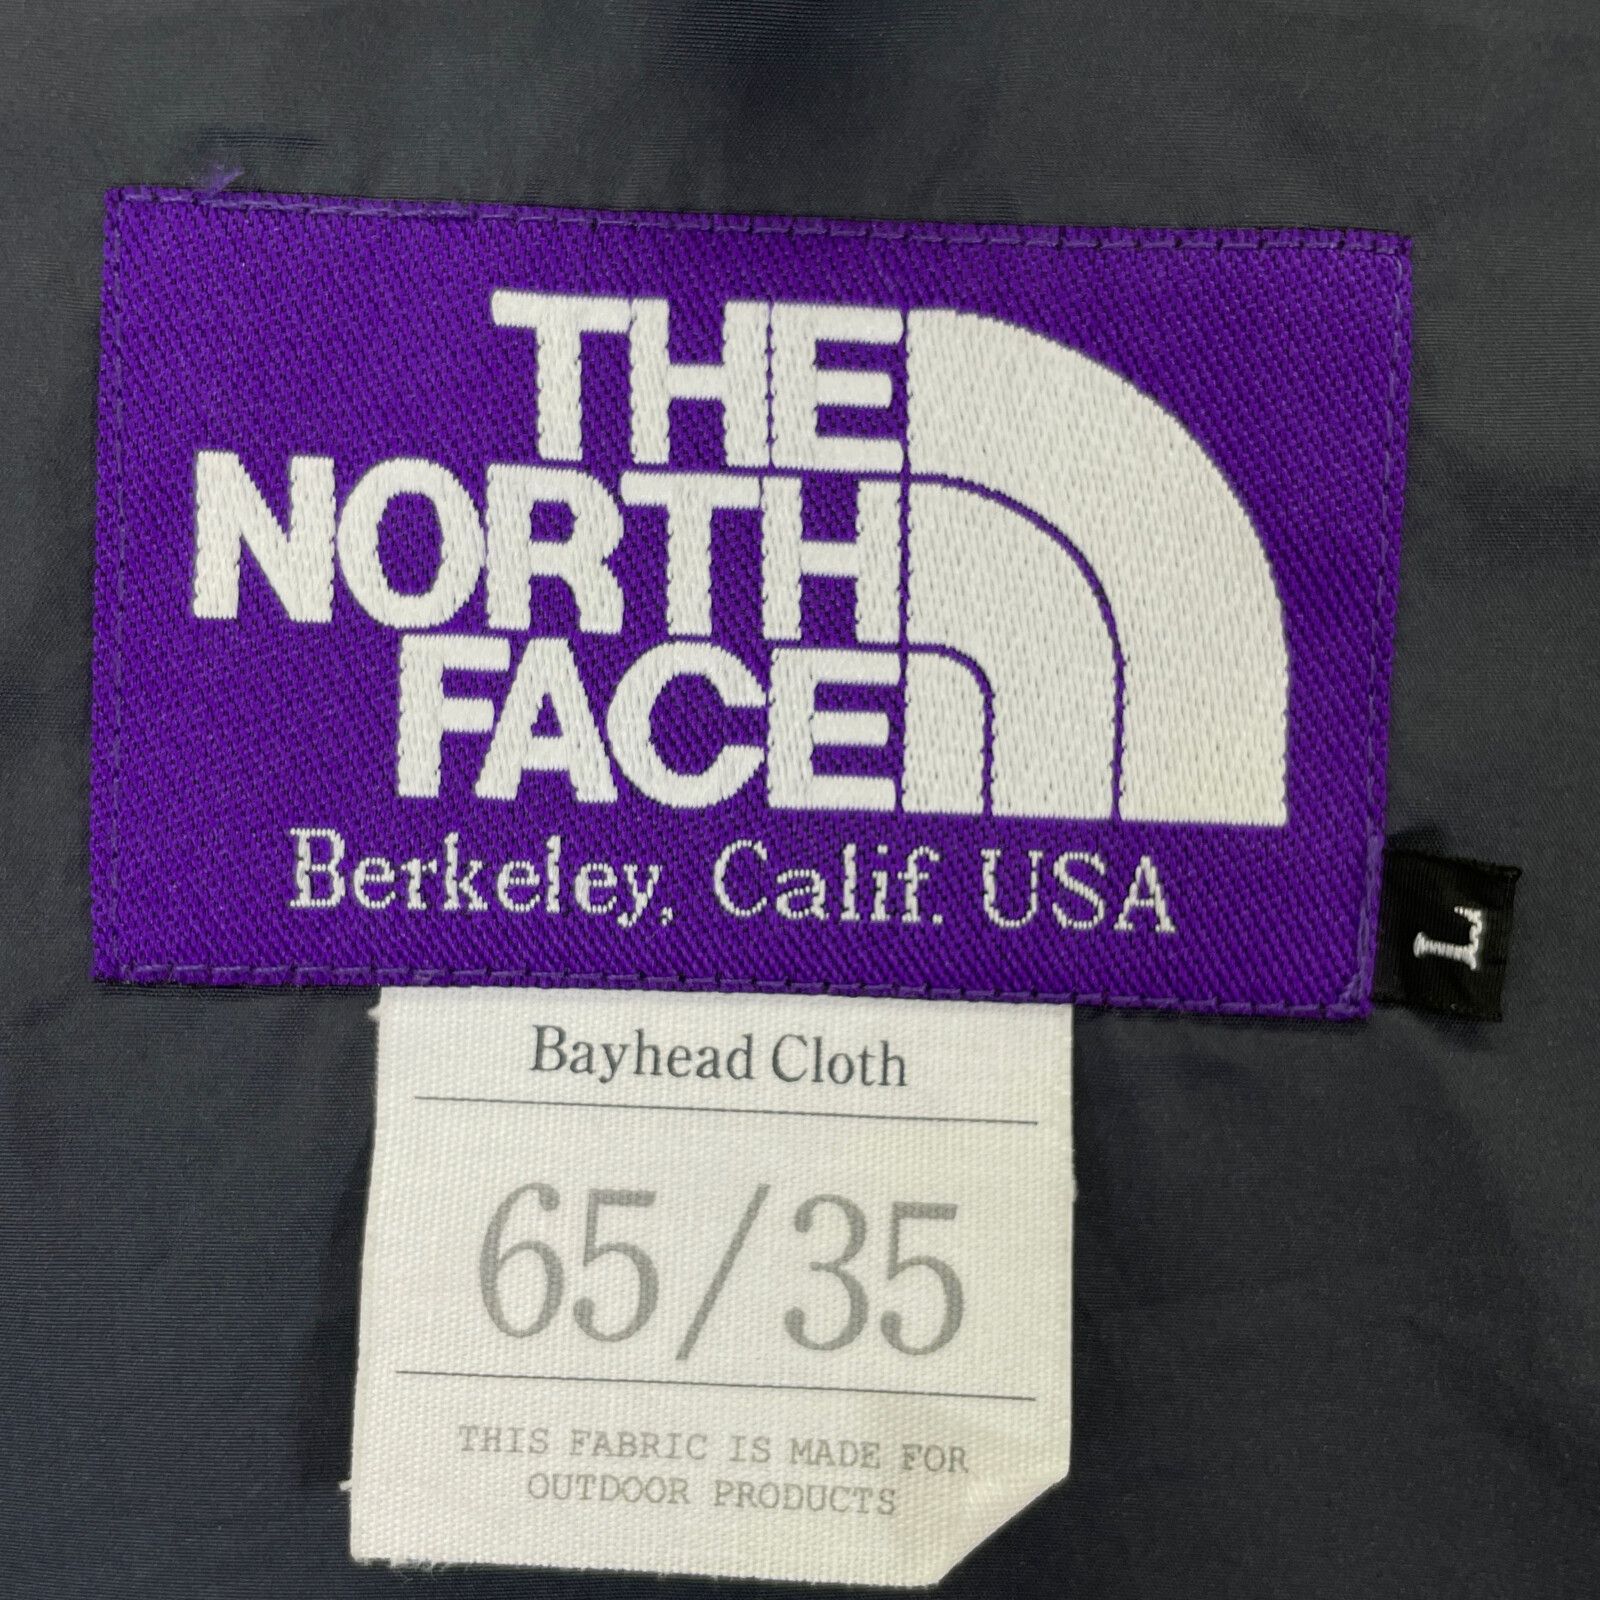 THE
NORTH
FACE
Berkeley, Calif. USA
L
Bayhead Cloth
65/35
THIS FABRIC IS MADE FOR
OUTDOOR PRODUCTS